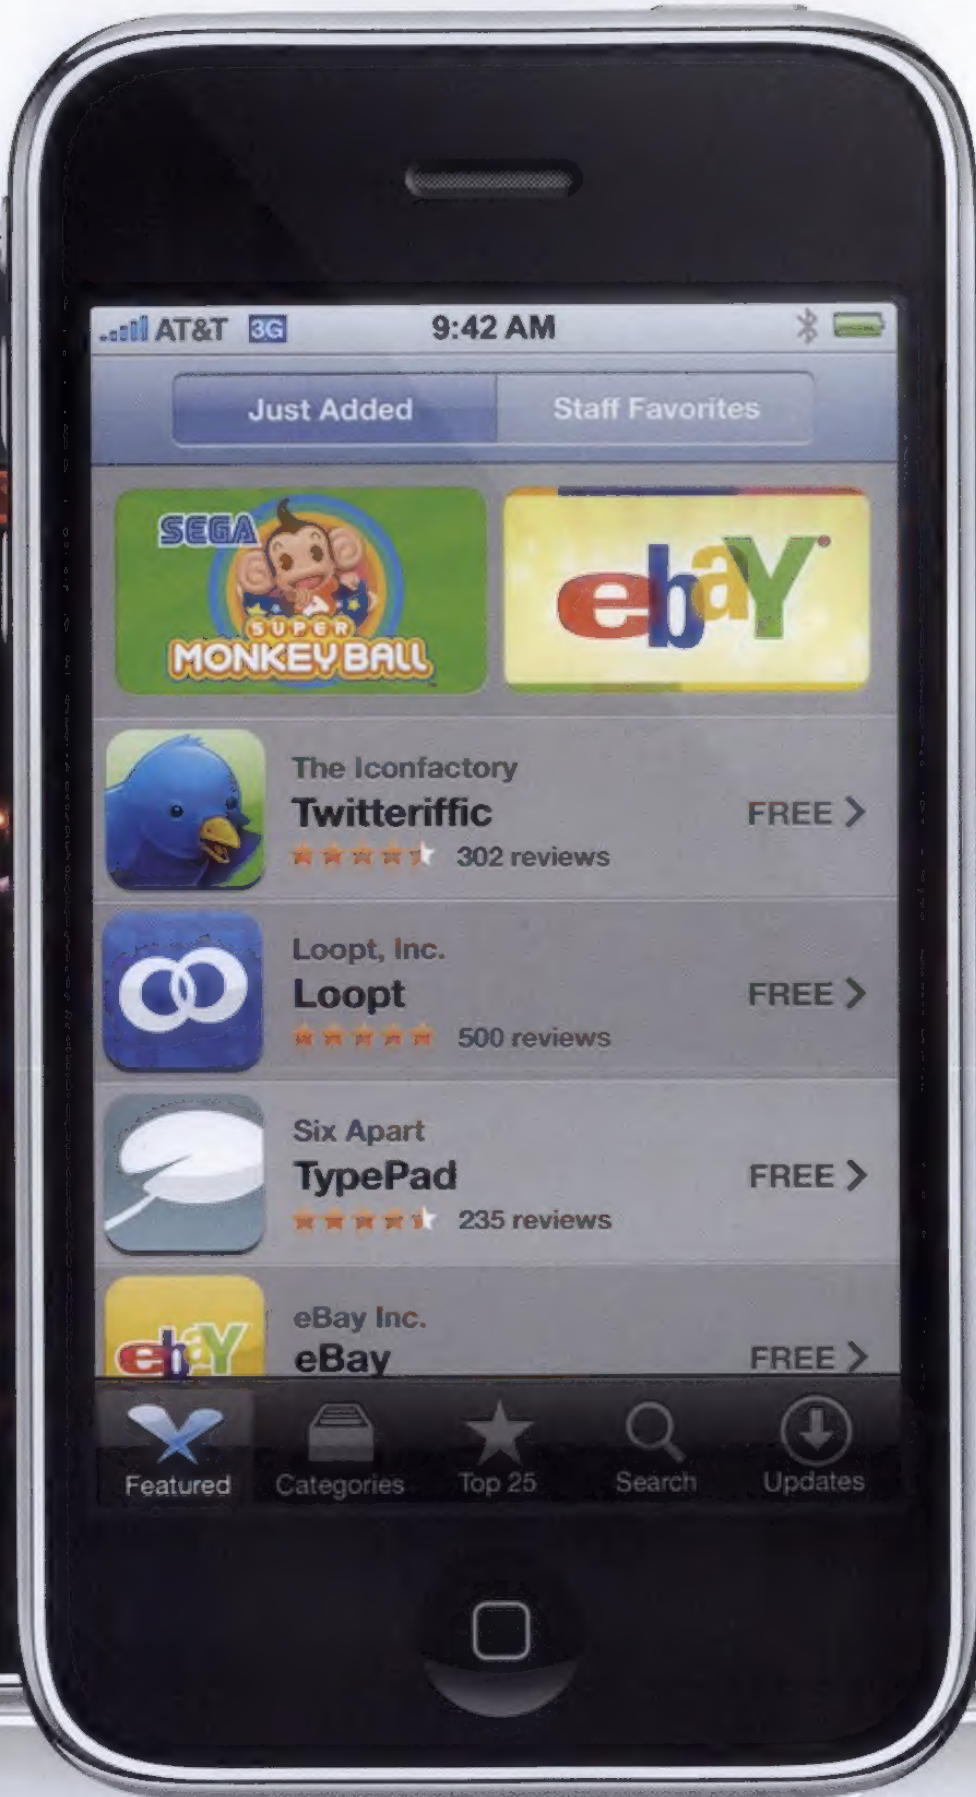 AT&T 3G 9:42 AM
Just Added Staff Favorites
SEGA
SUPER
MONKEY BALL
ebaY
The Iconfactory
Twitteriffic FREE
302 reviews
Loopt, Inc.
Loopt FREE
500 reviews
Six Apart
TypePad FREE
235 reviews
ebaY
eBay Inc.
eBay FREE
Featured Categories Top 25 Search Updates